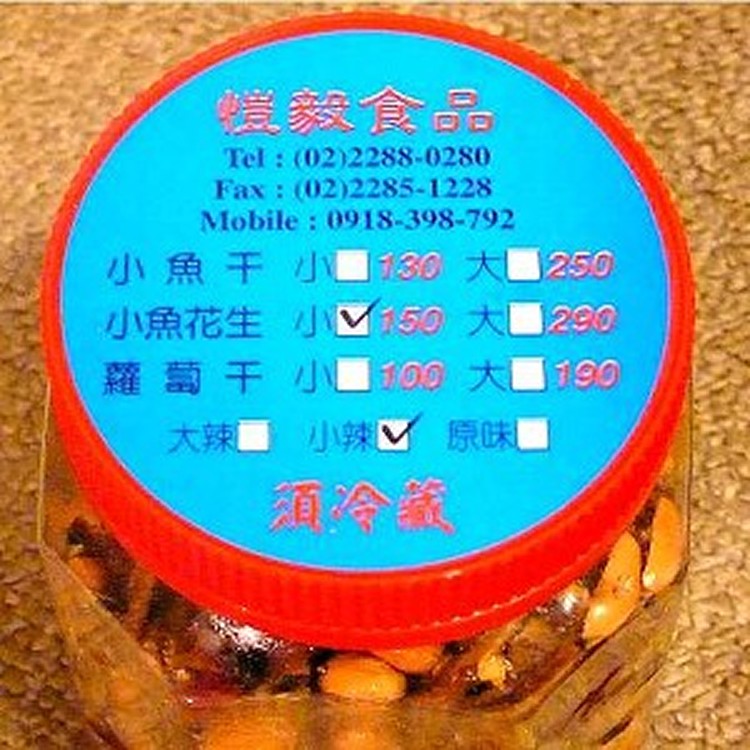 愷毅食品
Tel : (02)2288-0280
Fax : (02)2285-1228
Mobile : 0918-398-792
小魚干 小□130 大□250
小魚花生 小☑150 大□290
蘿蔔干 小□100 大□190
大辣□ 小辣☑ 原味□
須冷藏